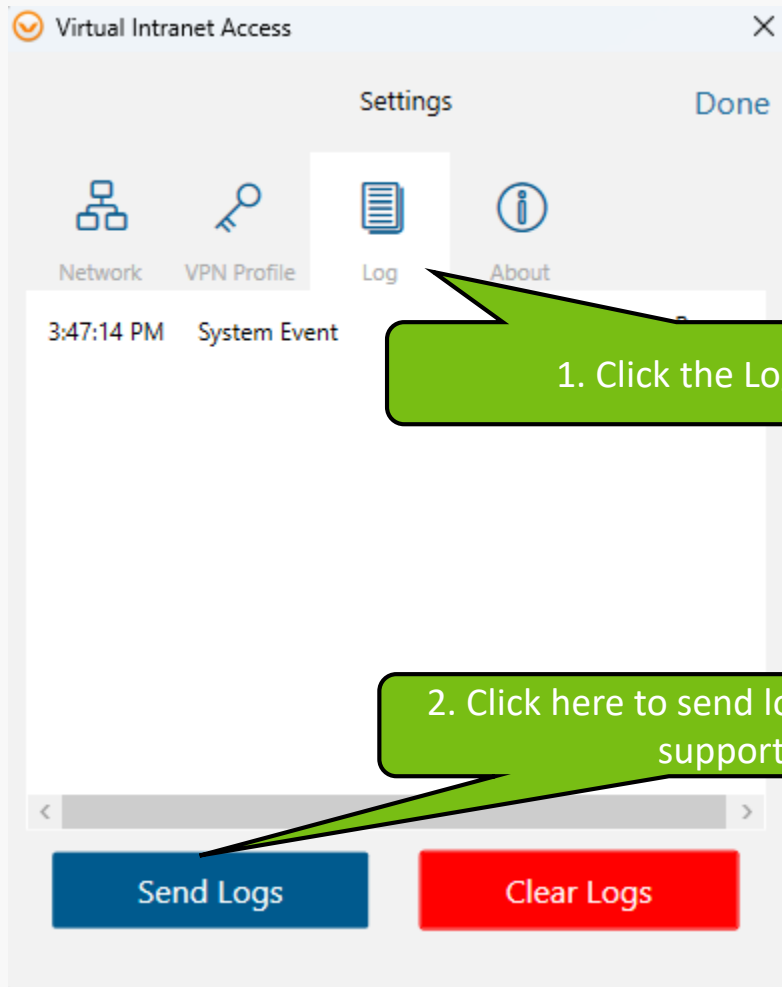 Virtual Intranet Access
Settings
Done
Network VPN Profile Log About
3:47:14 PM System Event
1. Click the Lo
2. Click here to send lo
support
Send Logs Clear Logs